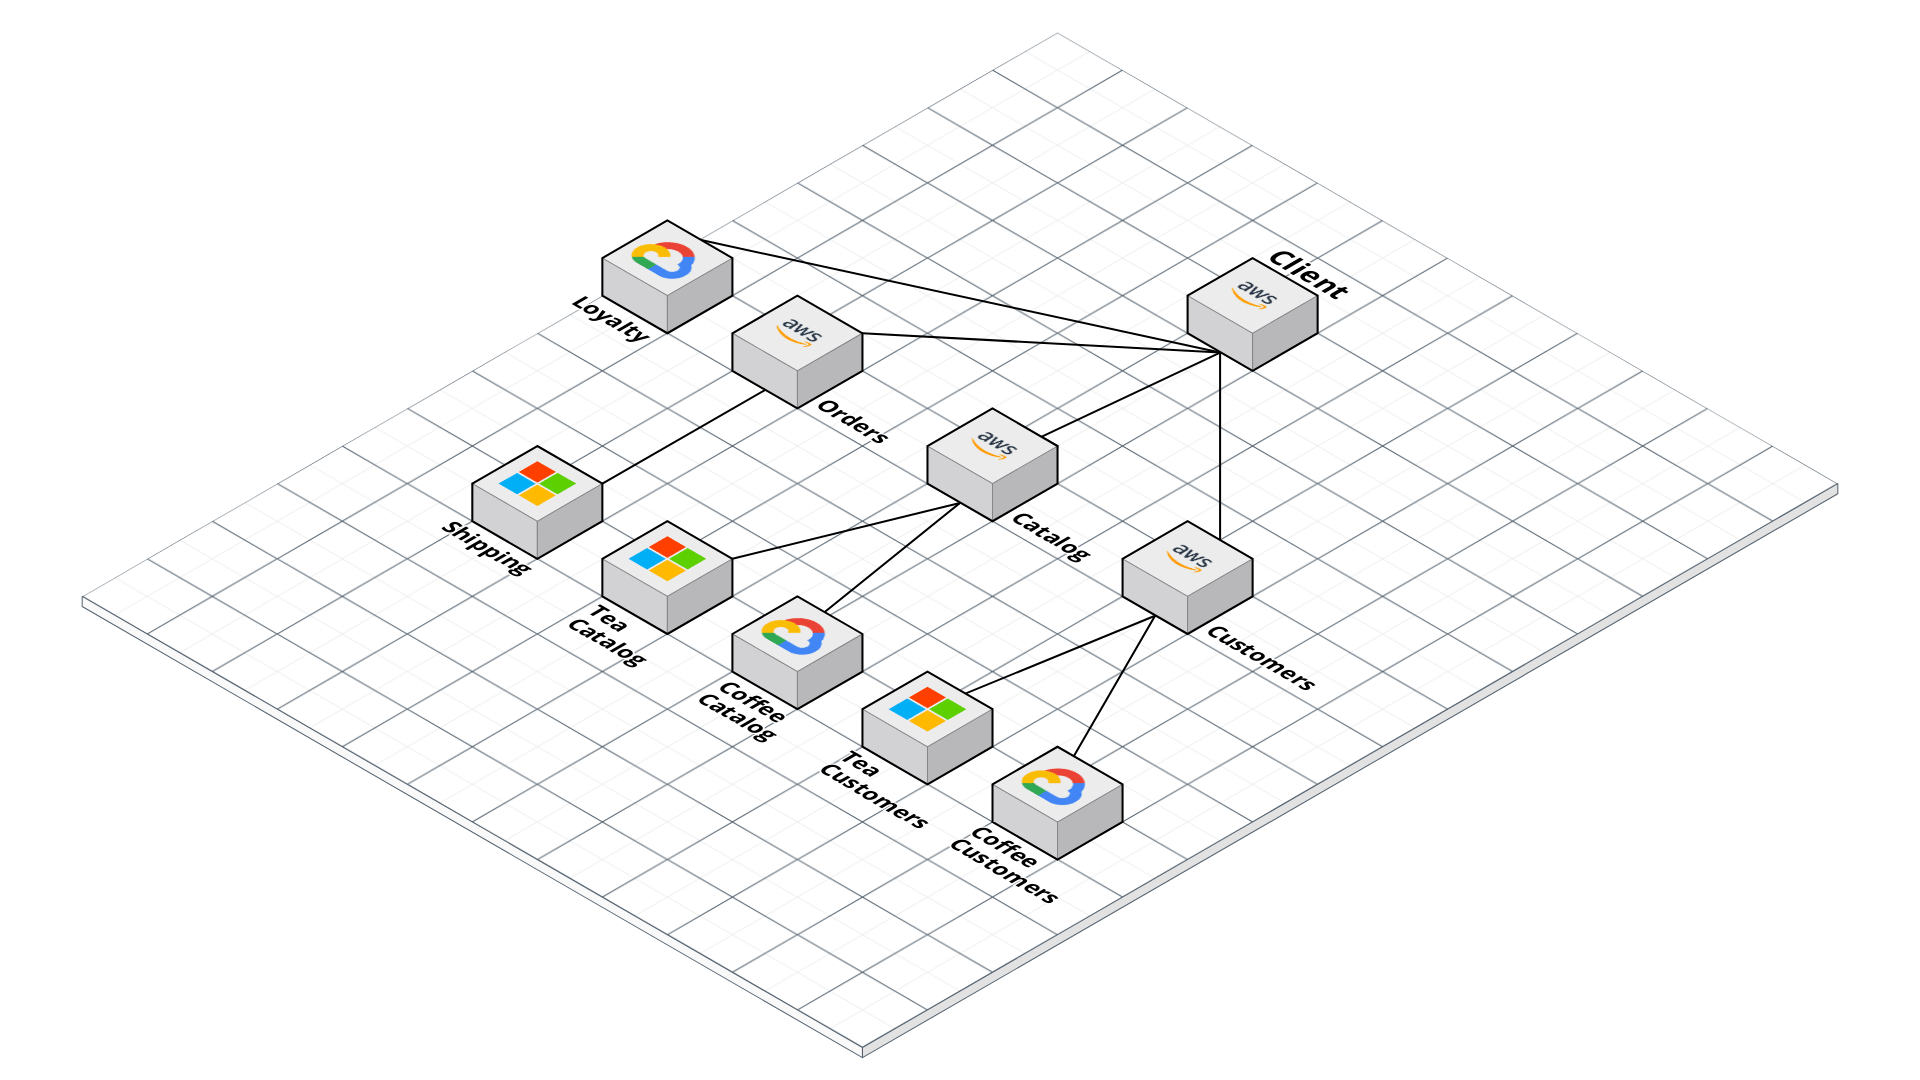 Client
aws
Loyalty
aws
Orders
aws
Catalog
Shipping
aws
Customers
Tea
Catalog
Coffee
Catalog
Tea
Customers
Coffee
Customers